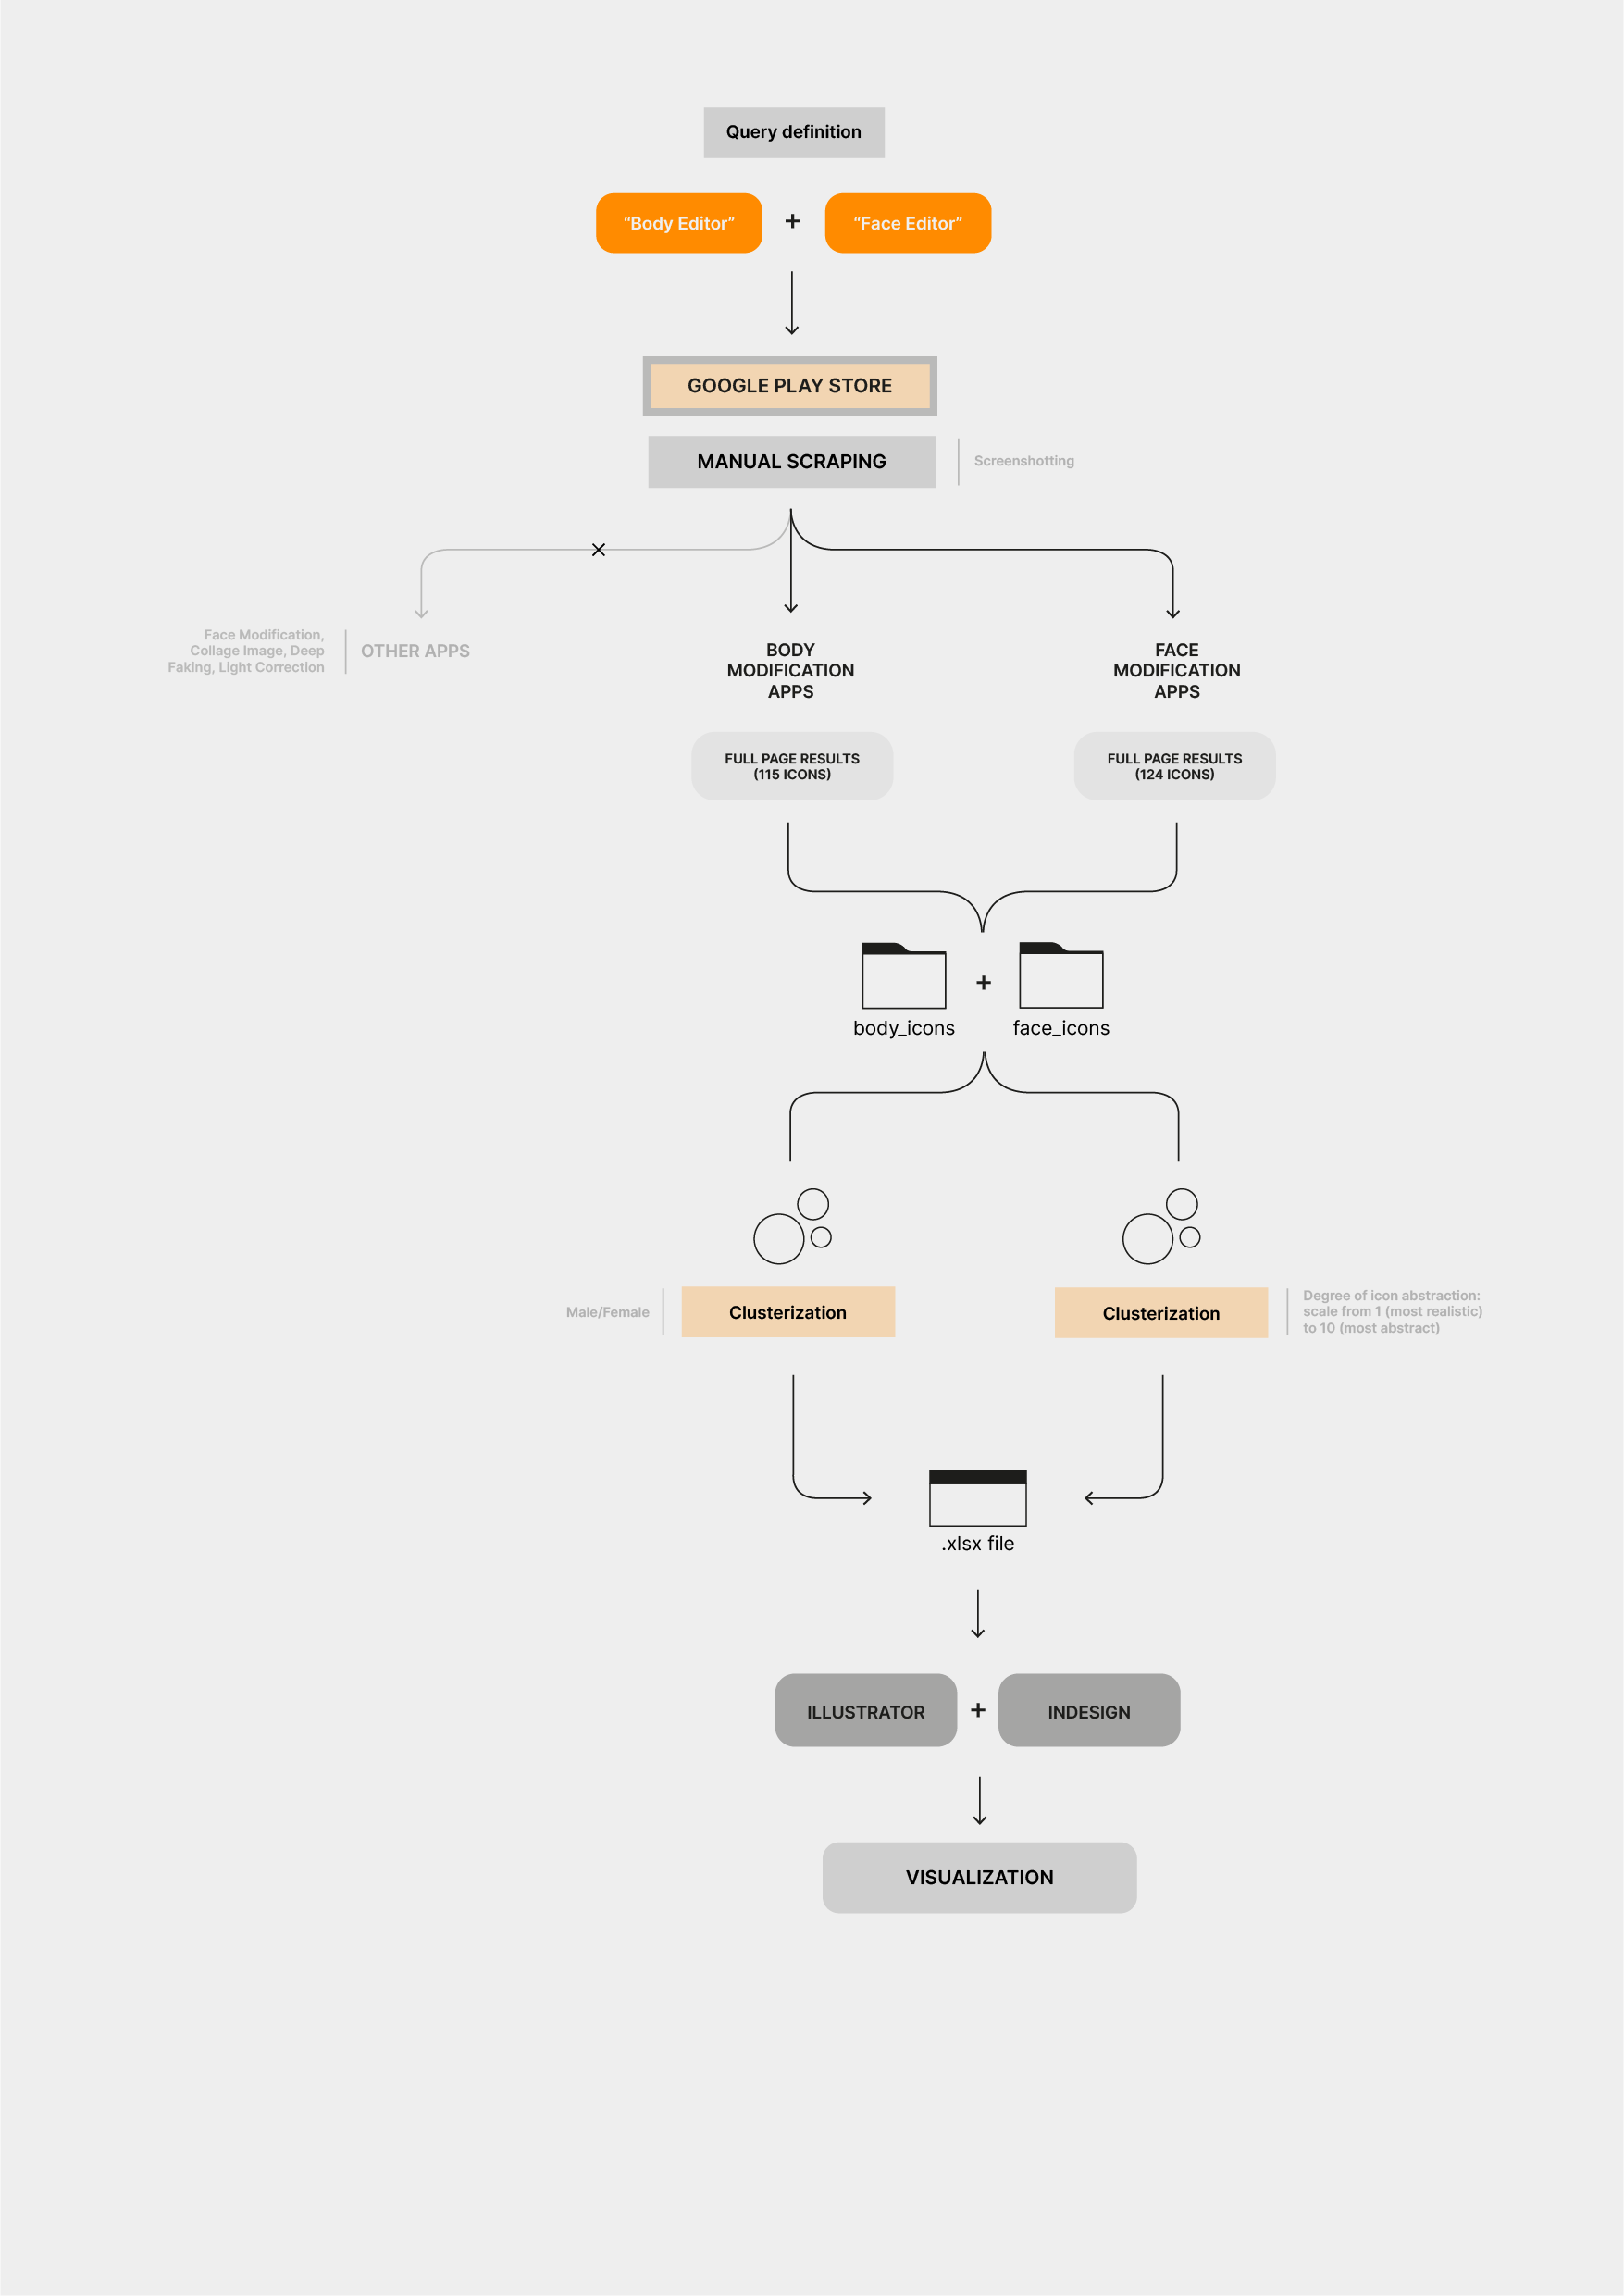 Query definition
“Body Editor” + “Face Editor”
GOOGLE PLAY STORE
MANUAL SCRAPING
Screenshotting
Face Modification,
Collage Image, Deep
Faking, Light Correction
OTHER APPS
BODY
MODIFICATION
APPS
FACE
MODIFICATION
APPS
FULL PAGE RESULTS
(115 ICONS)
FULL PAGE RESULTS
(124 ICONS)
+
body_icons
face_icons
Male/Female
Clusterization
Clusterization
Degree of icon abstraction:
scale from 1 (most realistic)
to 10 (most abstract)
.xlsx file
ILLUSTRATOR + INDESIGN
VISUALIZATION